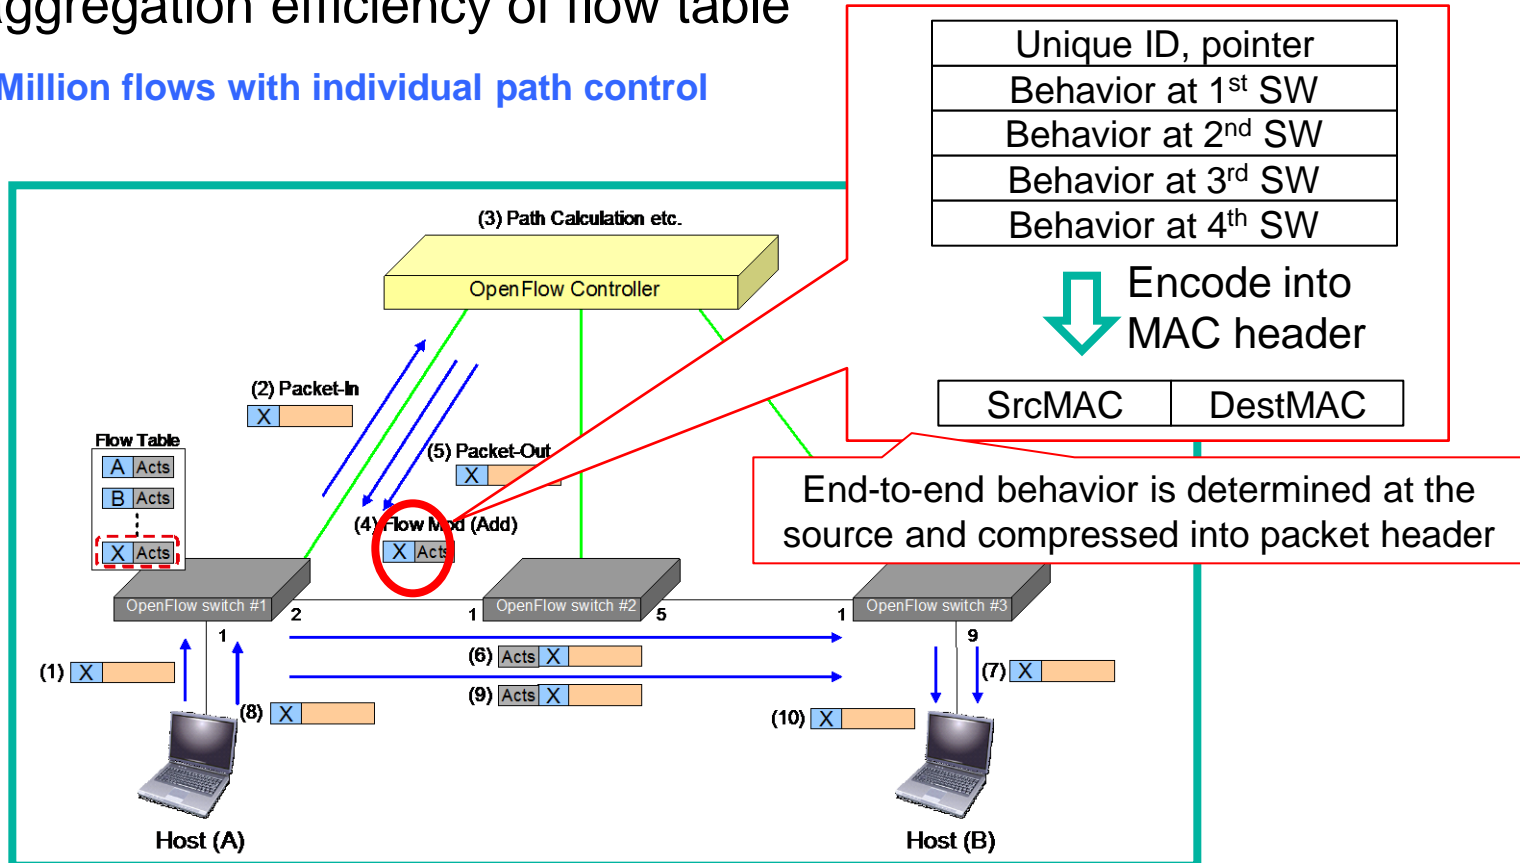 aggregation efficiency of flow table
Million flows with individual path control
Unique ID, pointer
Behavior at 1st SW
Behavior at 2nd SW
Behavior at 3rd SW
Behavior at 4th SW
Encode into
MAC header
SrcMAC DestMAC
End-to-end behavior is determined at the
source and compressed into packet header
(3) Path Calculation etc.
OpenFlow Controller
(2) Packet-In
X
(5) Packet-Out
X
Flow Table
A Acts
B Acts
X Acts
(4) Flow Mod (Add)
X Acts
OpenFlow switch #1
2
1
OpenFlow switch #2
5
1
OpenFlow switch #3
1
9
(1) X
(8) X
(6) Acts X
(9) Acts X
(7) X
(10) X
Host (A)
Host (B)